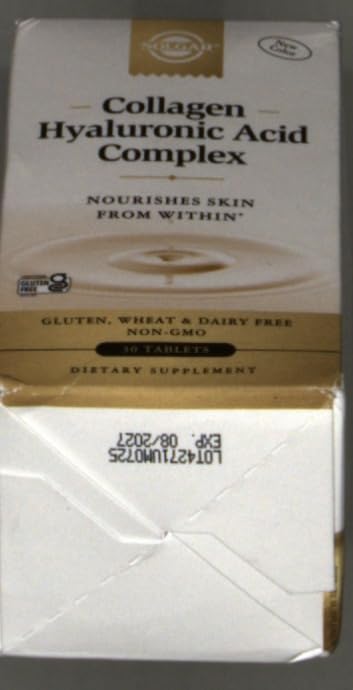 SOLGAR
New
Color
Collagen
Hyaluronic Acid
Complex
NOURISHES SKIN
FROM WITHIN*
GLUTEN
FREE
GLUTEN, WHEAT & DAIRY FREE
NON-GMO
30 TABLETS
DIETARY SUPPLEMENT
LOT4271UM0725
EXP. 08/2027